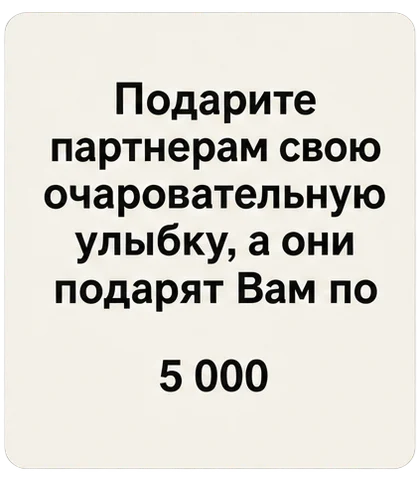 Подарите
партнерам свою
очаровательную
улыбку, а они
подарят Вам по
5 000